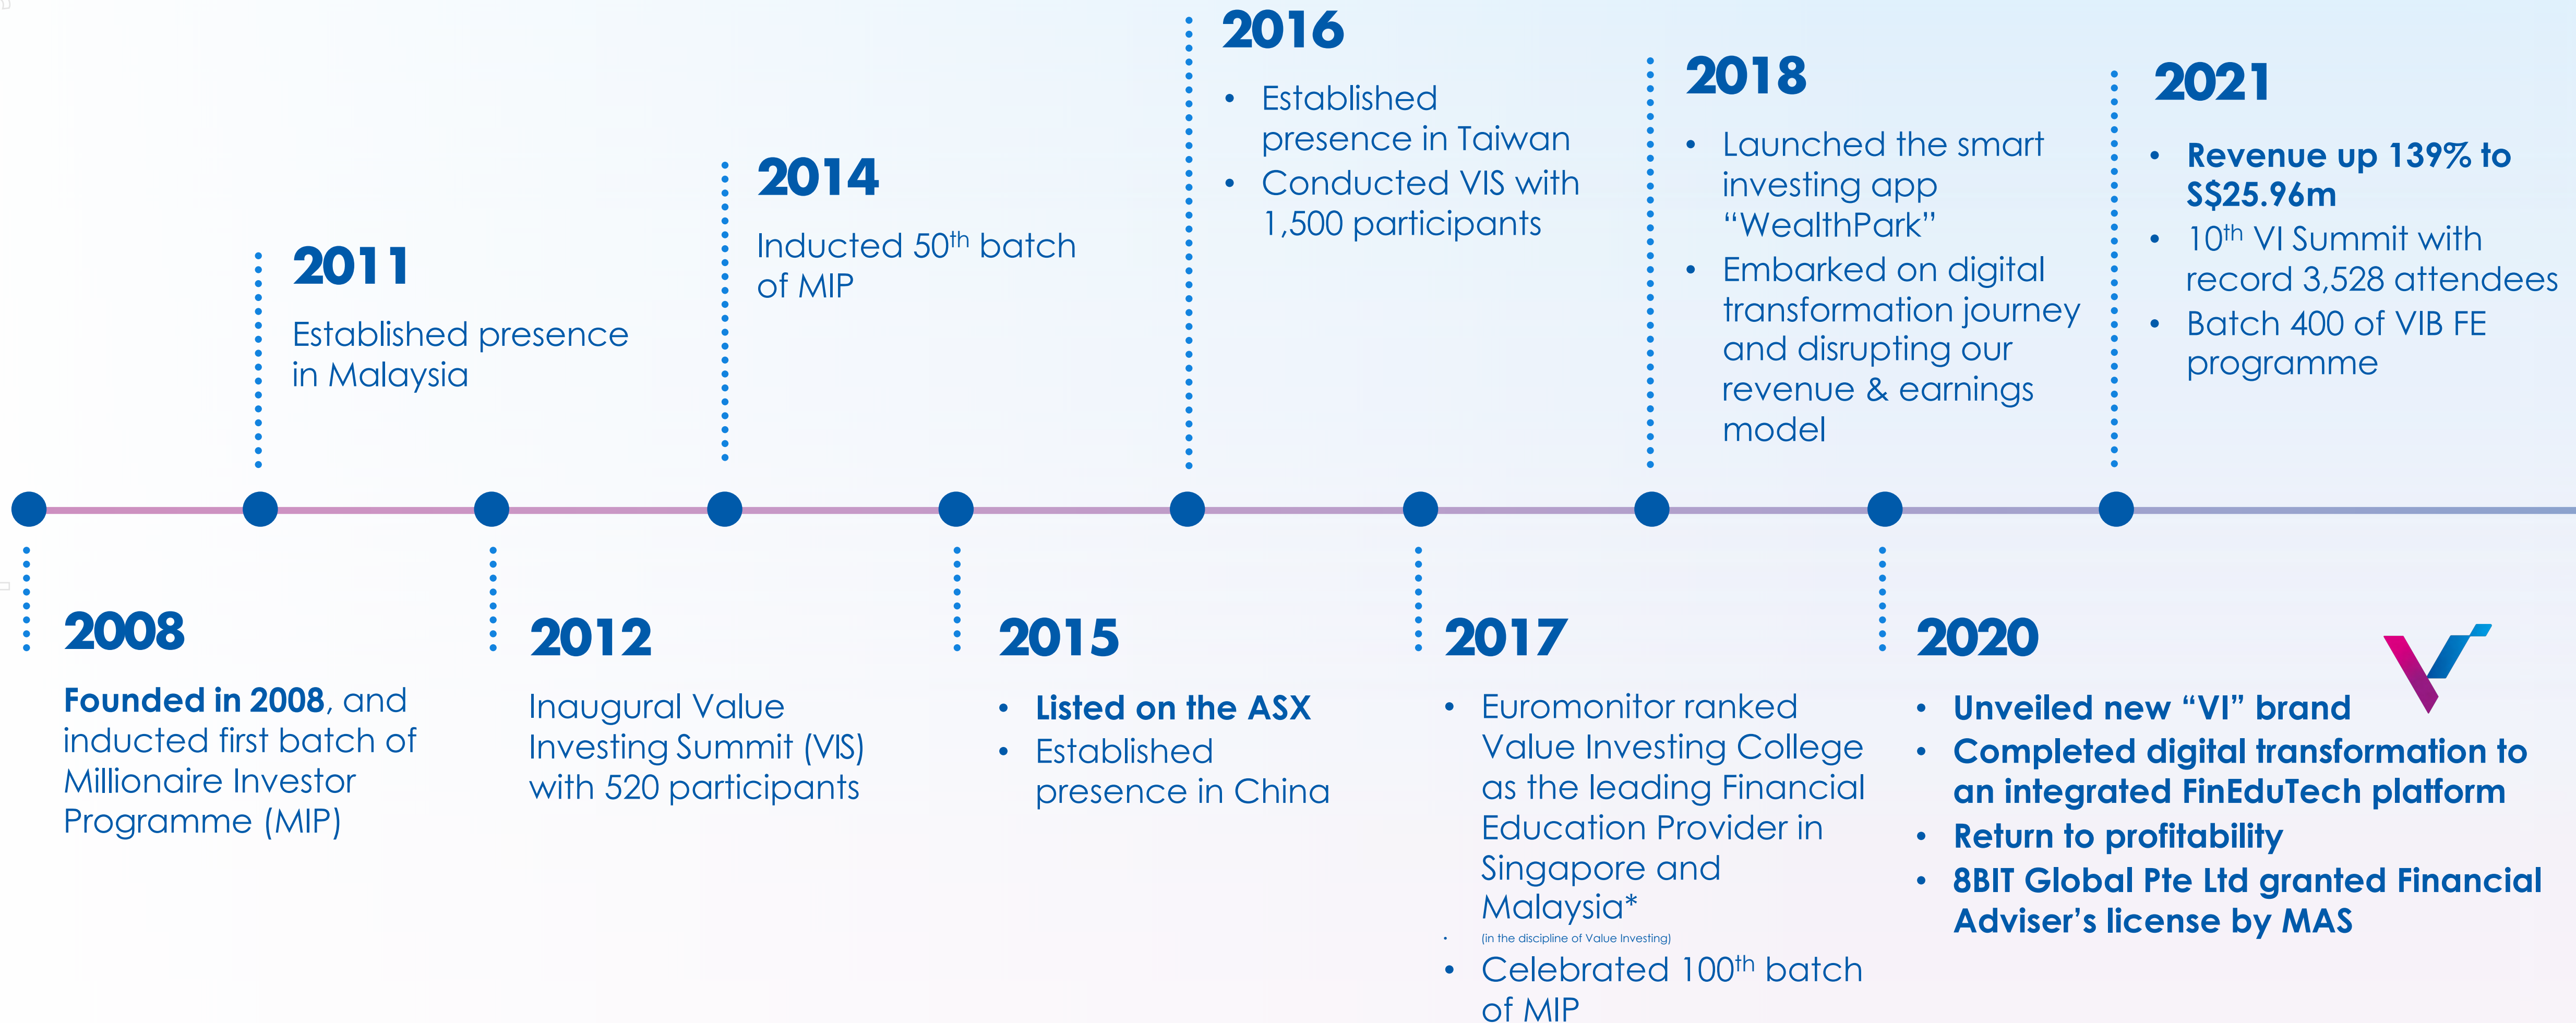 2008
Founded in 2008, and
inducted first batch of
Millionaire Investor
Programme (MIP)
2011
Established presence
in Malaysia
2012
Inaugural Value
Investing Summit (VIS)
with 520 participants
2014
Inducted 50th batch
of MIP
2015
• Listed on the ASX
• Established
presence in China
2016
• Established
presence in Taiwan
• Conducted VIS with
1,500 participants
2017
• Euromonitor ranked
Value Investing College
as the leading Financial
Education Provider in
Singapore and
Malaysia*
• (in the discipline of Value Investing)
• Celebrated 100th batch
of MIP
2018
• Launched the smart
investing app
“WealthPark”
• Embarked on digital
transformation journey
and disrupting our
revenue & earnings
model
2020
• Unveiled new “VI” brand
• Completed digital transformation to
an integrated FinEduTech platform
• Return to profitability
• 8BIT Global Pte Ltd granted Financial
Adviser’s license by MAS
2021
• Revenue up 139% to
S$25.96m
• 10th VI Summit with
record 3,528 attendees
• Batch 400 of VIB FE
programme